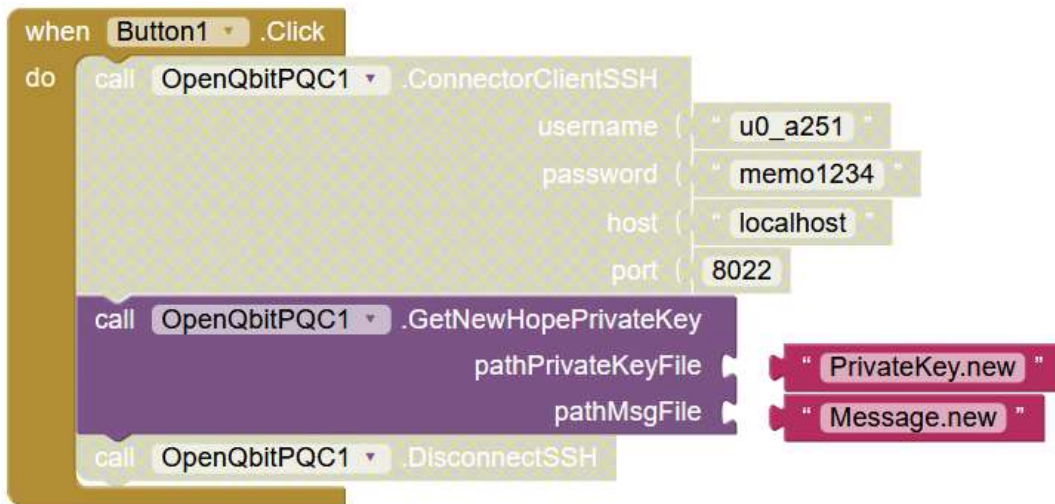 when Button1 .Click
do call OpenQbitPQC1 .ConnectorClientSSH
username " u0_a251 "
password " memo1234 "
host " localhost "
port 8022
call OpenQbitPQC1 .GetNewHopePrivateKey
pathPrivateKeyFile " PrivateKey.new "
pathMsgFile " Message.new "
call OpenQbitPQC1 .DisconnectSSH